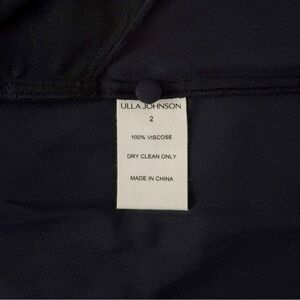 ULLA JOHNSON
2
100% VISCOSE
DRY CLEAN ONLY
MADE IN CHINA